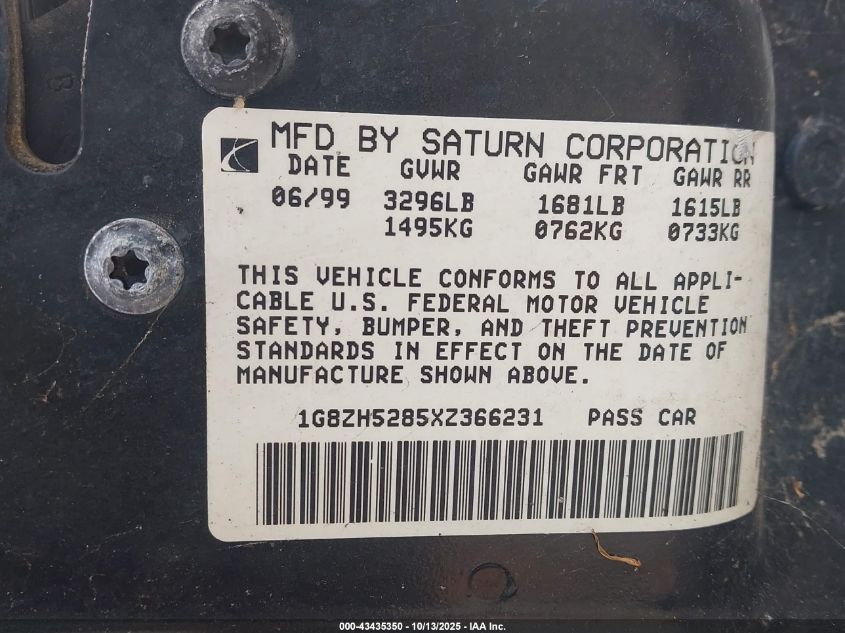 MFD BY SATURN CORPORATION
DATE GVWR GAWR FRT GAWR RR
06/99 3296LB 1681LB 1615LB
1495KG 0762KG 0733KG
THIS VEHICLE CONFORMS TO ALL APPLI-
CABLE U.S. FEDERAL MOTOR VEHICLE
SAFETY, BUMPER, AND THEFT PREVENTION
STANDARDS IN EFFECT ON THE DATE OF
MANUFACTURE SHOWN ABOVE.
1G8ZH5285XZ366231 PASS CAR
000-43435350 - 10/13/2025 - IAA Inc.